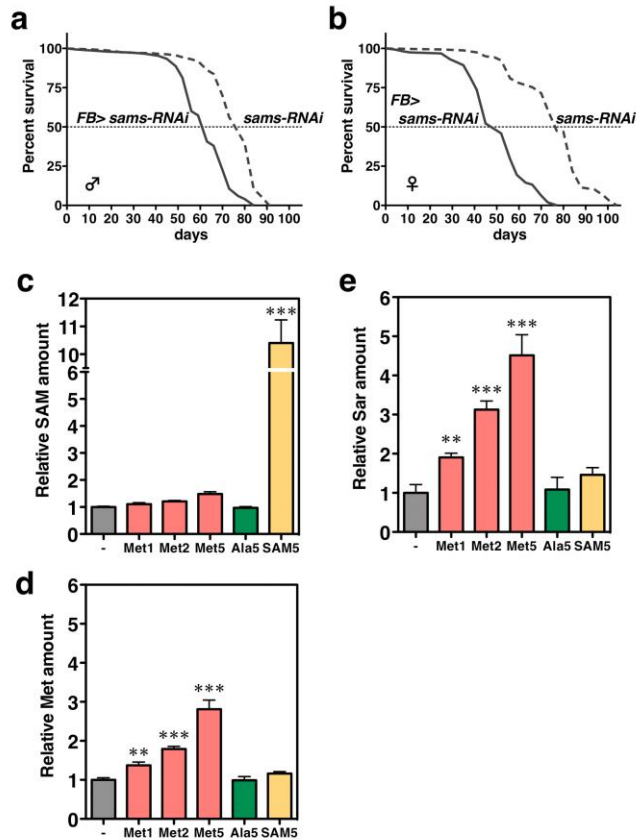 a
Percent survival
100
75
50
25
0
FB> sams-RNAi
sams-RNAi
♂
0 10 20 30 40 50 60 70 80 90 100
days
b
Percent survival
100
75
50
25
0
FB>
sams-RNAi
sams-RNAi
♀
0 10 20 30 40 50 60 70 80 90 100
days
c
Relative SAM amount
12
11
10
6
5
4
3
2
1
0
***
- Met1 Met2 Met5 Ala5 SAM5
e
Relative Sar amount
6
5
4
3
2
1
0
**
***
***
- Met1 Met2 Met5 Ala5 SAM5
d
Relative Met amount
6
5
4
3
2
1
0
**
***
***
- Met1 Met2 Met5 Ala5 SAM5